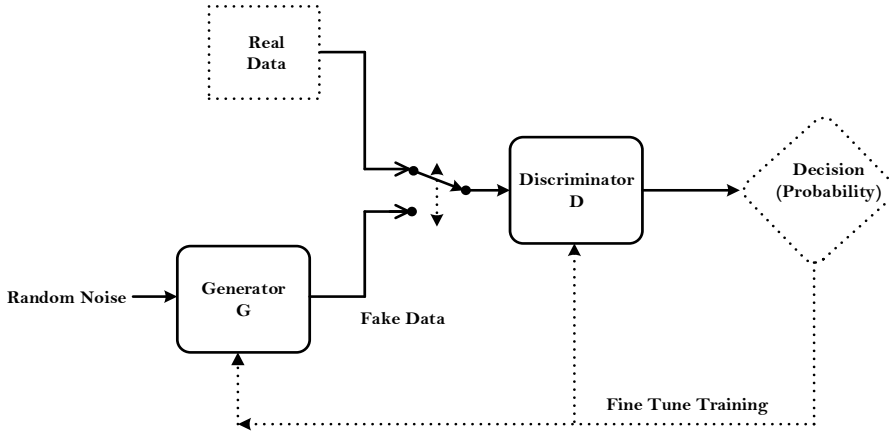 Real
Data
Discriminator
D
Decision
(Probability)
Random Noise
Generator
G
Fake Data
Fine Tune Training